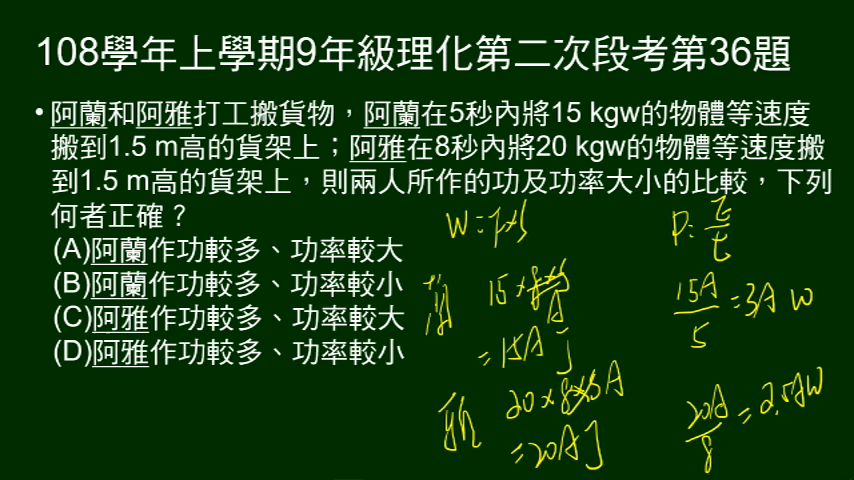 108學年上學期9年級理化第二次段考第36題
• 阿蘭和阿雅打工搬貨物，阿蘭在5秒內將15 kgw的物體等速度
搬到1.5 m高的貨架上；阿雅在8秒內將20 kgw的物體等速度搬
到1.5 m高的貨架上，則兩人所作的功及功率大小的比較，下列
何者正確？
(A)阿蘭作功較多、功率較大
(B)阿蘭作功較多、功率較小
(C)阿雅作功較多、功率較大
(D)阿雅作功較多、功率較小
W = F × S
P =
t
蘭 15 × A
= 15A J
15A
5
= 3A W
雅 20 × A
= 20A J
20A
8
= 2.5A W